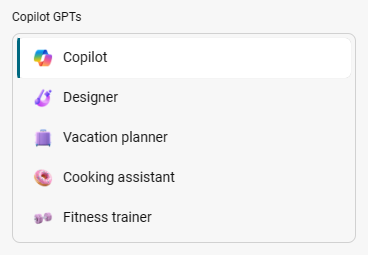 Copilot GPTs
Copilot
Designer
Vacation planner
Cooking assistant
Fitness trainer